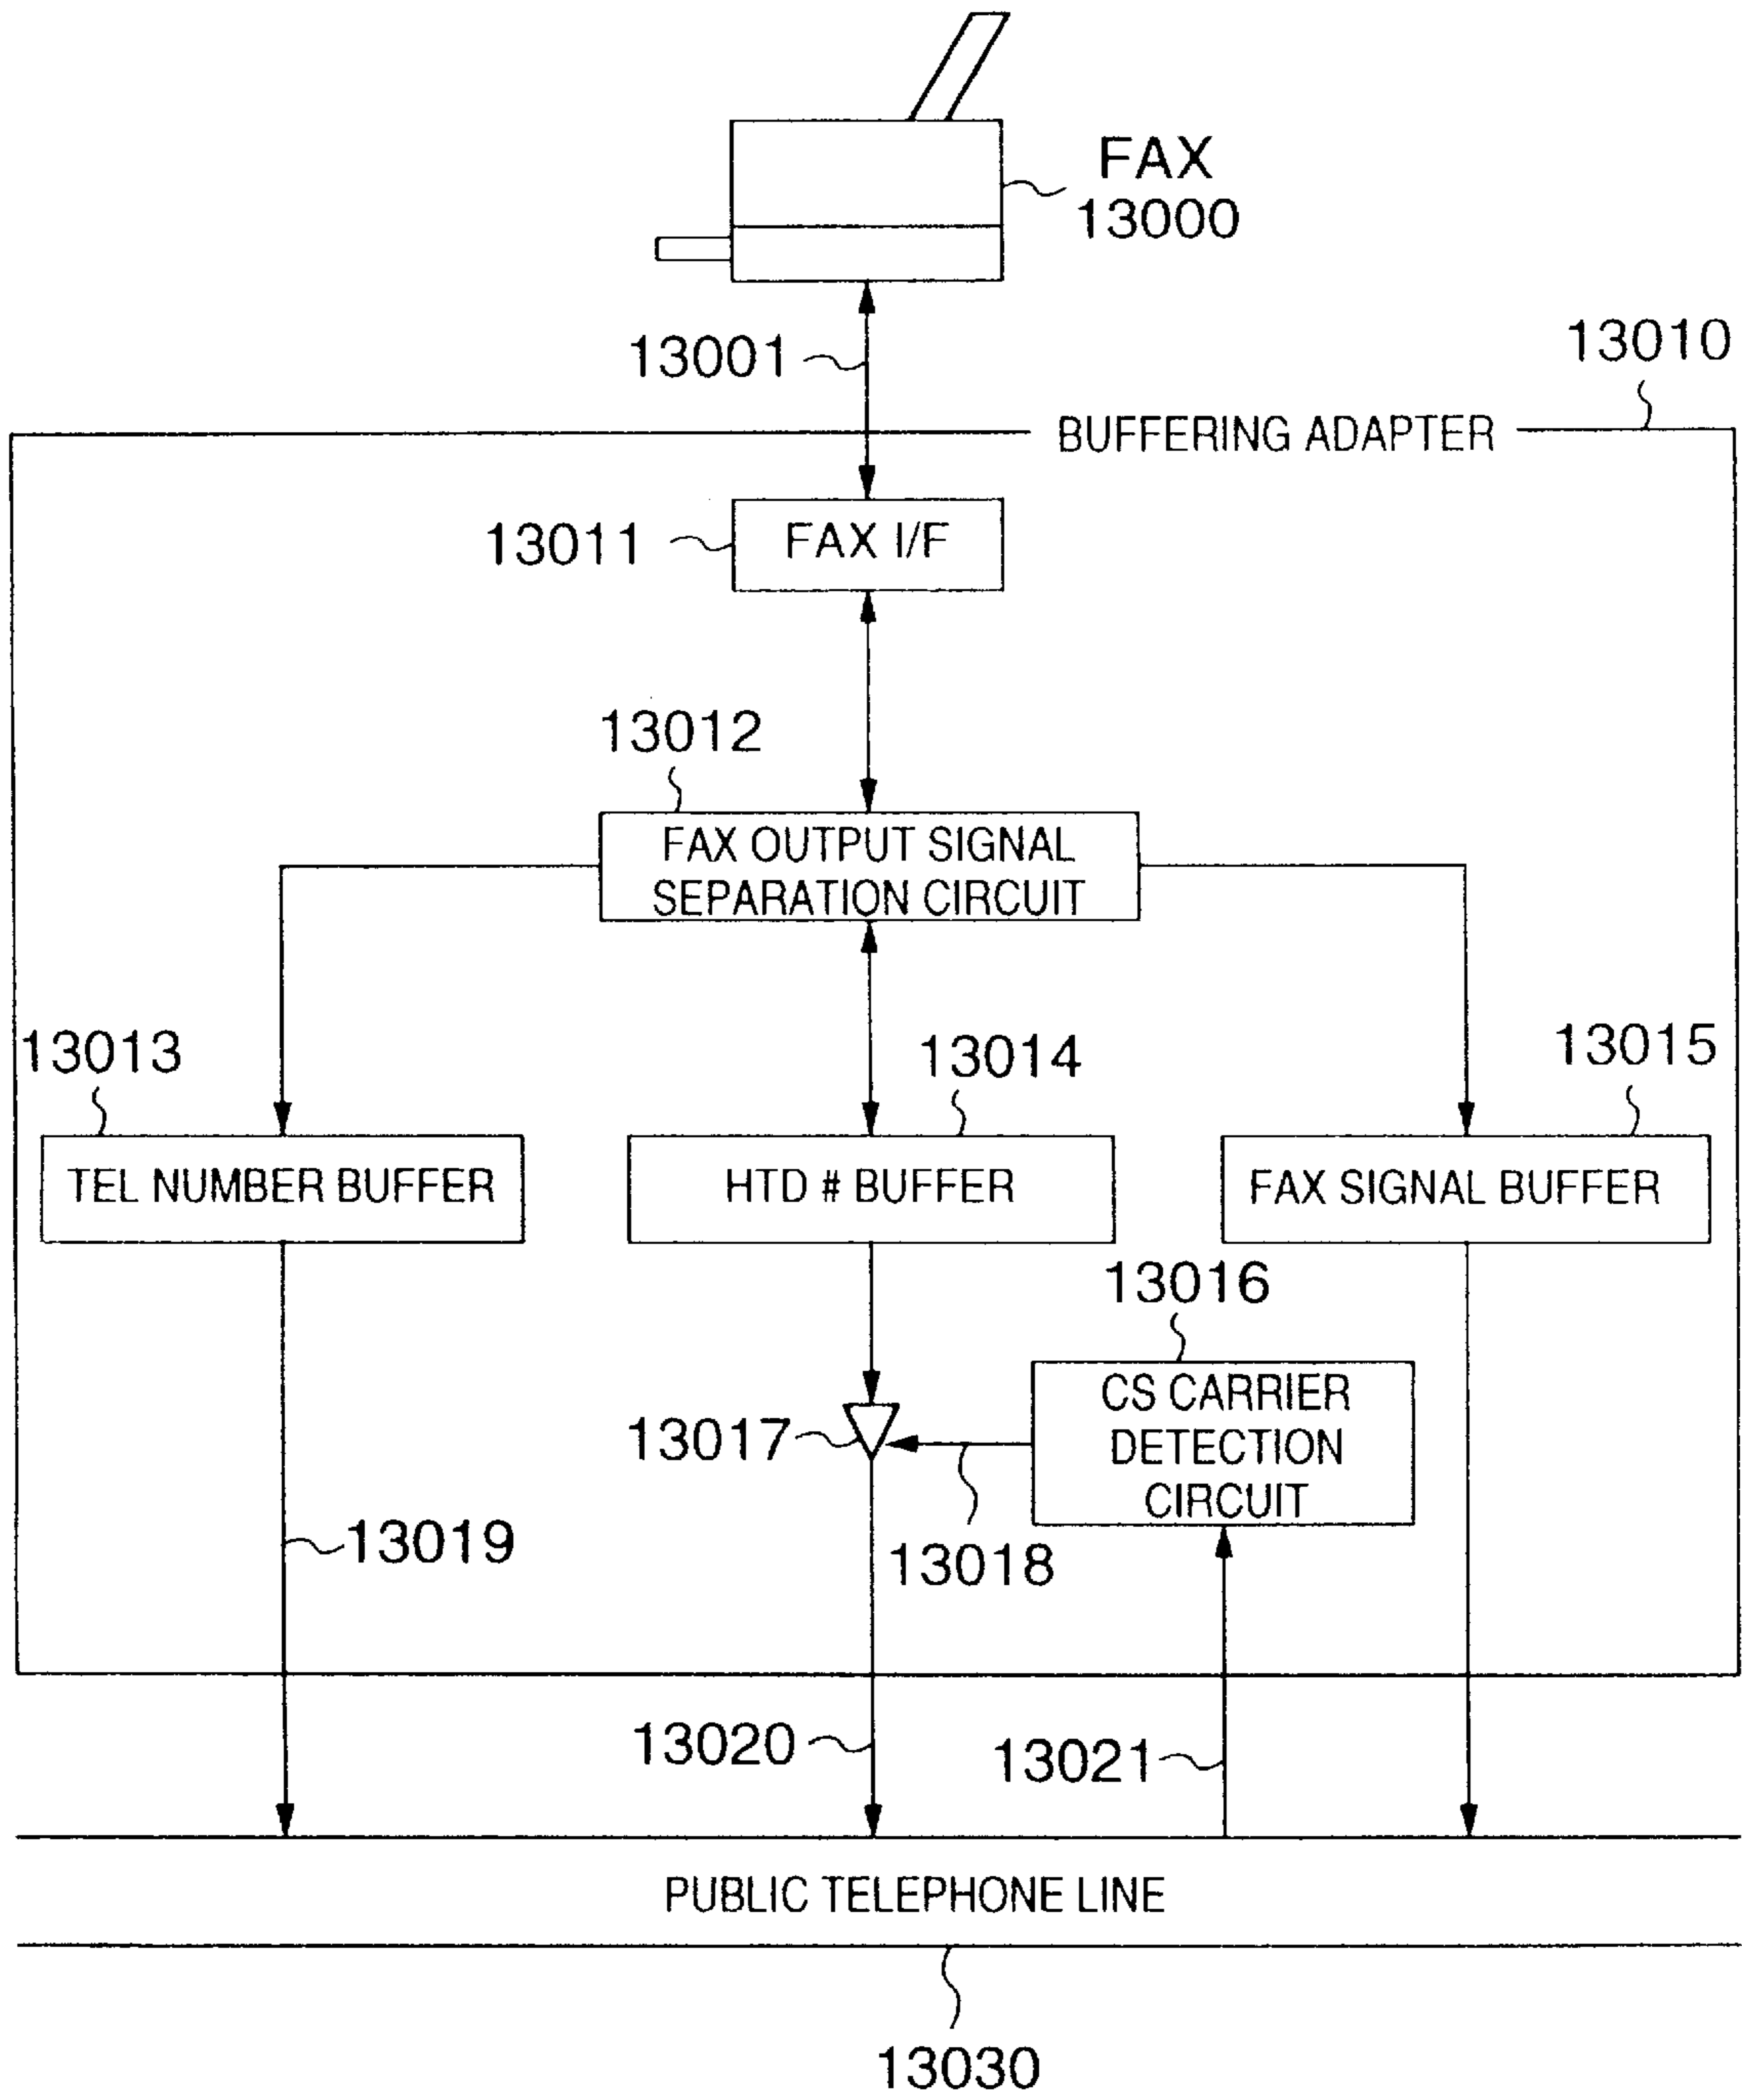 FAX
13000
13001
13010
BUFFERING ADAPTER
13011
FAX I/F
13012
FAX OUTPUT SIGNAL
SEPARATION CIRCUIT
13013
13014
13015
TEL NUMBER BUFFER
HTD # BUFFER
FAX SIGNAL BUFFER
13016
CS CARRIER
DETECTION
CIRCUIT
13017
13018
13019
13020
13021
PUBLIC TELEPHONE LINE
13030